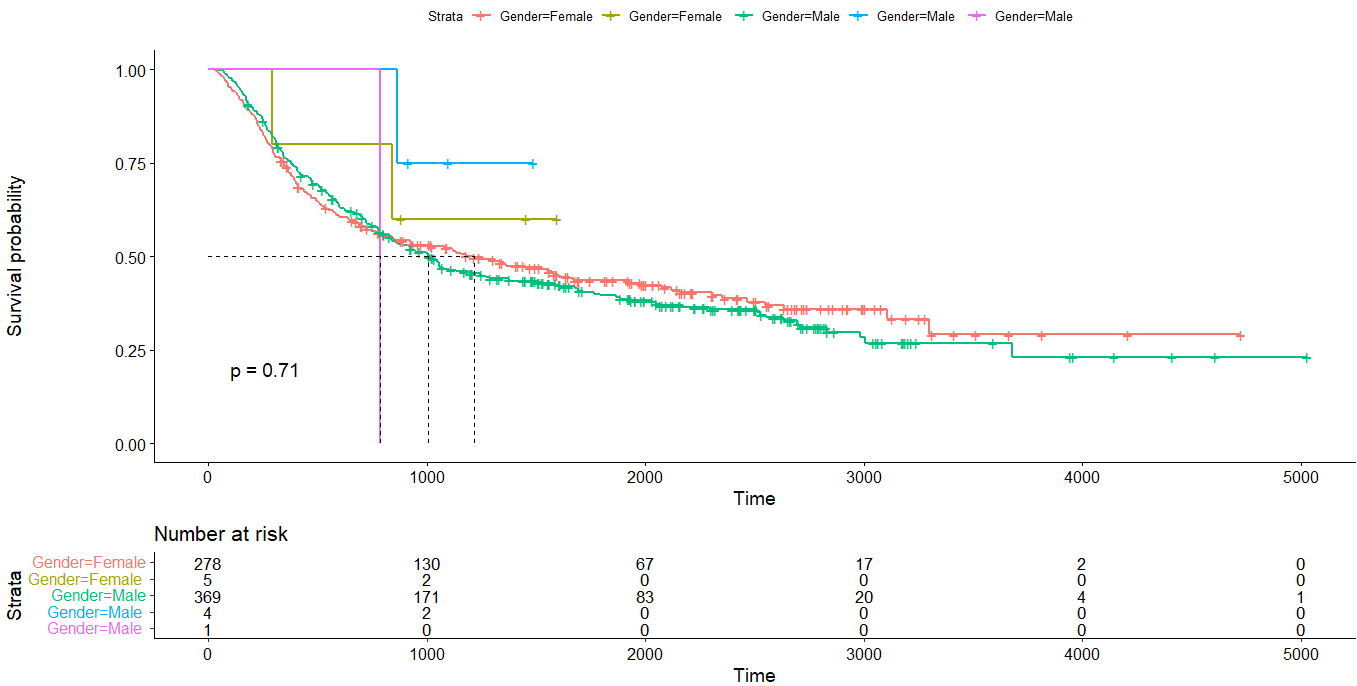 Strata Gender=Female Gender=Female Gender=Male Gender=Male Gender=Male
Survival probability
1.00
0.75
0.50
0.25
0.00
p = 0.71
0 1000 2000 3000 4000 5000
Time
Number at risk
Strata
Gender=Female 278 130 67 17 2 0
Gender=Female 5 2 0 0 0 0
Gender=Male 369 171 83 20 4 1
Gender=Male 4 2 0 0 0 0
Gender=Male 1 0 0 0 0 0
0 1000 2000 3000 4000 5000
Time